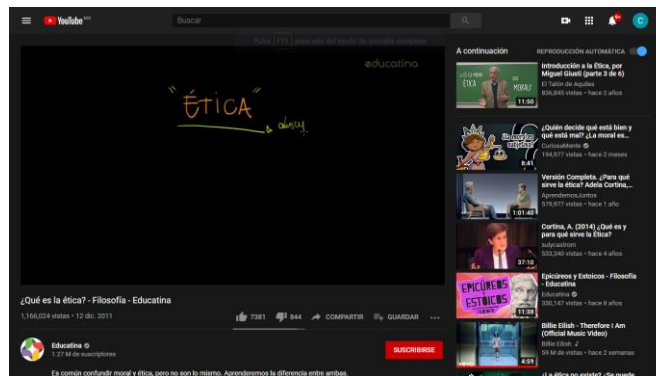 YouTube MX
Buscar
9+
C
Pulsa F11 para salir del modo de pantalla completa
educatina
"ÉTICA"
A continuación
REPRODUCCIÓN AUTOMÁTICA
ÉTICA
MORAL?
11:50
Introducción a la Ética, por
Miguel Giusti (parte 3 de 6)
El Talón de Aquiles
836,845 vistas • hace 2 años
8:41
¿Quién decide qué está bien y
qué está mal? ¿La moral es...
CuriosaMente
194,977 vistas • hace 2 meses
1:01:40
Versión Completa. ¿Para qué
sirve la ética? Adela Cortina,...
AprendemosJuntos
579,977 vistas • hace 1 año
37:10
Cortina, A. (2014) ¿Qué es y
para qué sirve la Ética?
sulycastrom
533,340 vistas • hace 4 años
EPICÚREOS Y
ESTOICOS
11:38
Epicúreos y Estoicos - Filosofía
- Educatina
Educatina
330,147 vistas • hace 8 años
4:59
Billie Eilish - Therefore I Am
(Official Music Video)
Billie Eilish
59 M de vistas • hace 2 semanas
¿Qué es la ética? - Filosofía - Educatina
1,166,024 vistas • 12 dic. 2011
7381
844
COMPARTIR
GUARDAR
Educatina
1.27 M de suscriptores
SUSCRIBIRSE
Es común confundir moral y ética, pero no son lo mismo. Aprenderemos la diferencia entre ambas.